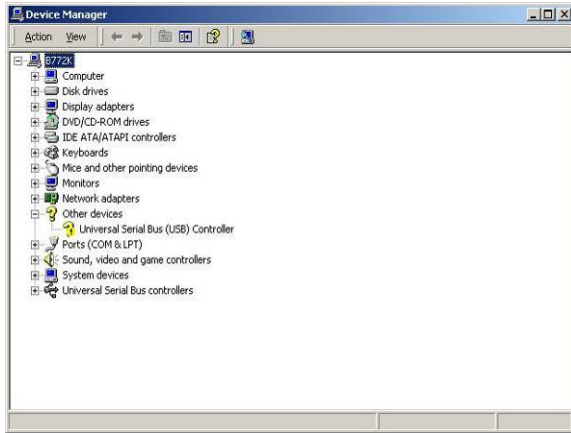 Device Manager
Action View
B772K
Computer
Disk drives
Display adapters
DVD/CD-ROM drives
IDE ATA/ATAPI controllers
Keyboards
Mice and other pointing devices
Monitors
Network adapters
Other devices
Universal Serial Bus (USB) Controller
Ports (COM & LPT)
Sound, video and game controllers
System devices
Universal Serial Bus controllers